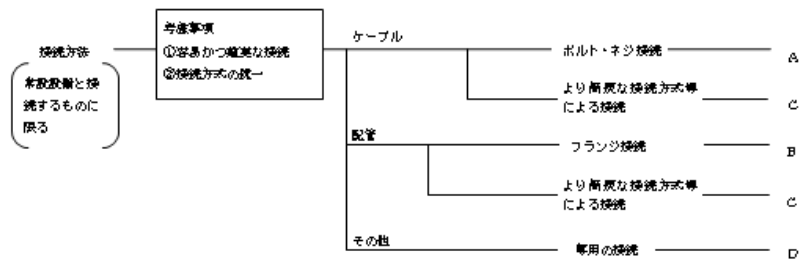 考慮事項
①容易かつ確実な接続
②接続方式の統一
接続方法
常設設備と接
続するものに
限る
ケーブル
ボルト・ネジ接続
A
より簡便な接続方式等
による接続
C
配管
フランジ接続
B
より簡便な接続方式等
による接続
C
その他
専用の接続
D